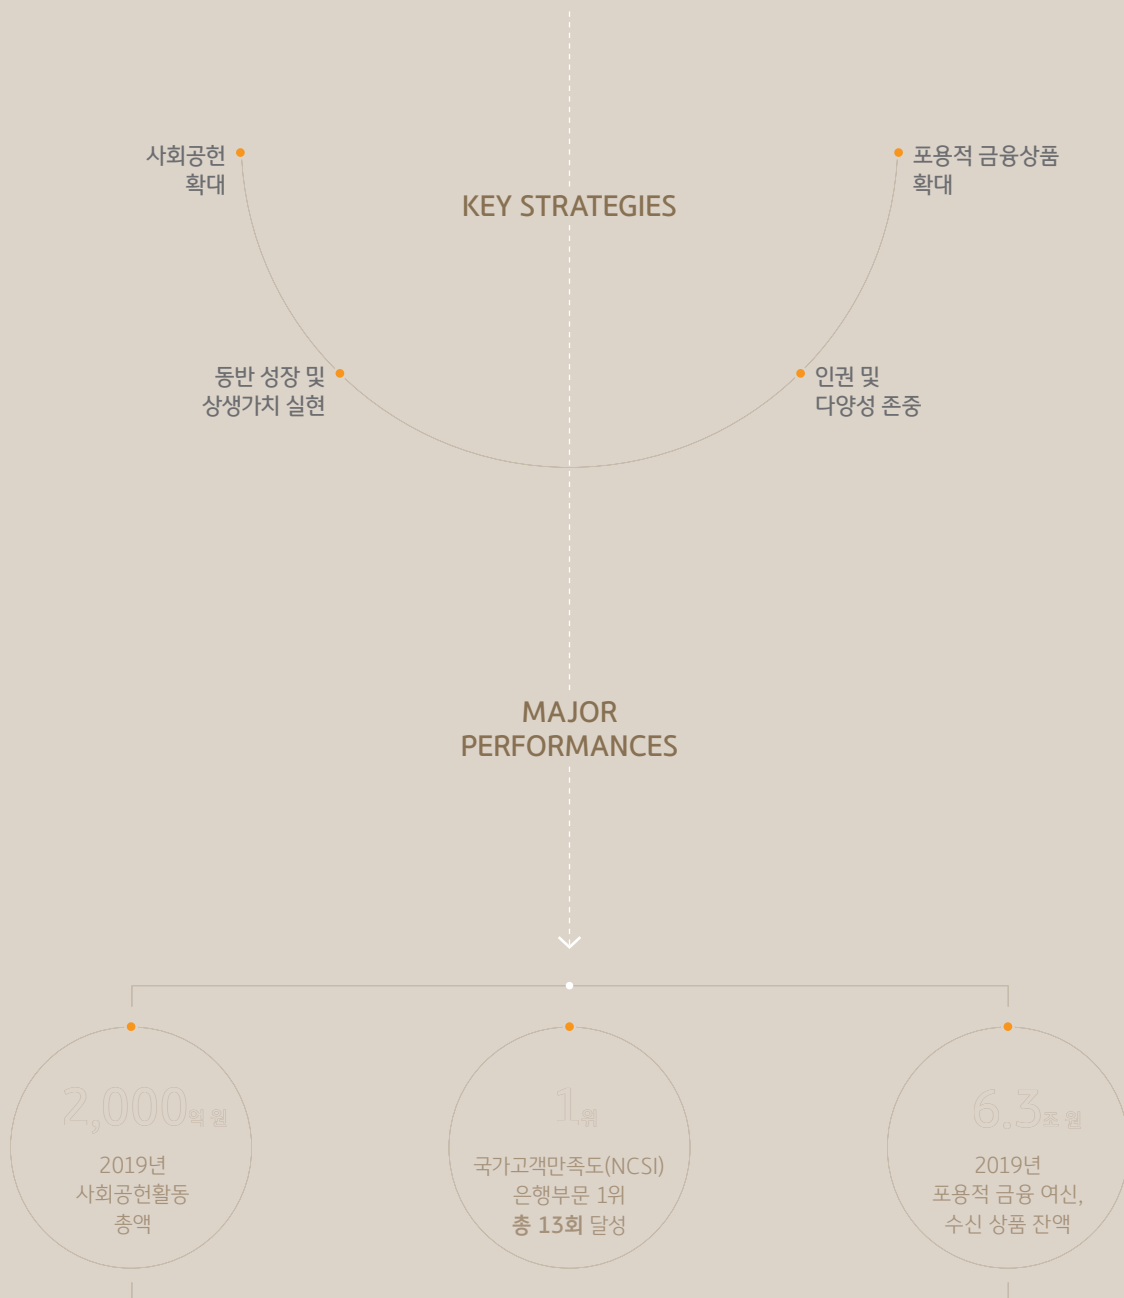 사회공헌
확대
포용적 금융상품
확대
KEY STRATEGIES
동반 성장 및
상생가치 실현
인권 및
다양성 존중
MAJOR
PERFORMANCES
2,000억 원
2019년
사회공헌활동
총액
1위
국가고객만족도(NCSI)
은행부문 1위
총 13회 달성
6.3조 원
2019년
포용적 금융 여신,
수신 상품 잔액